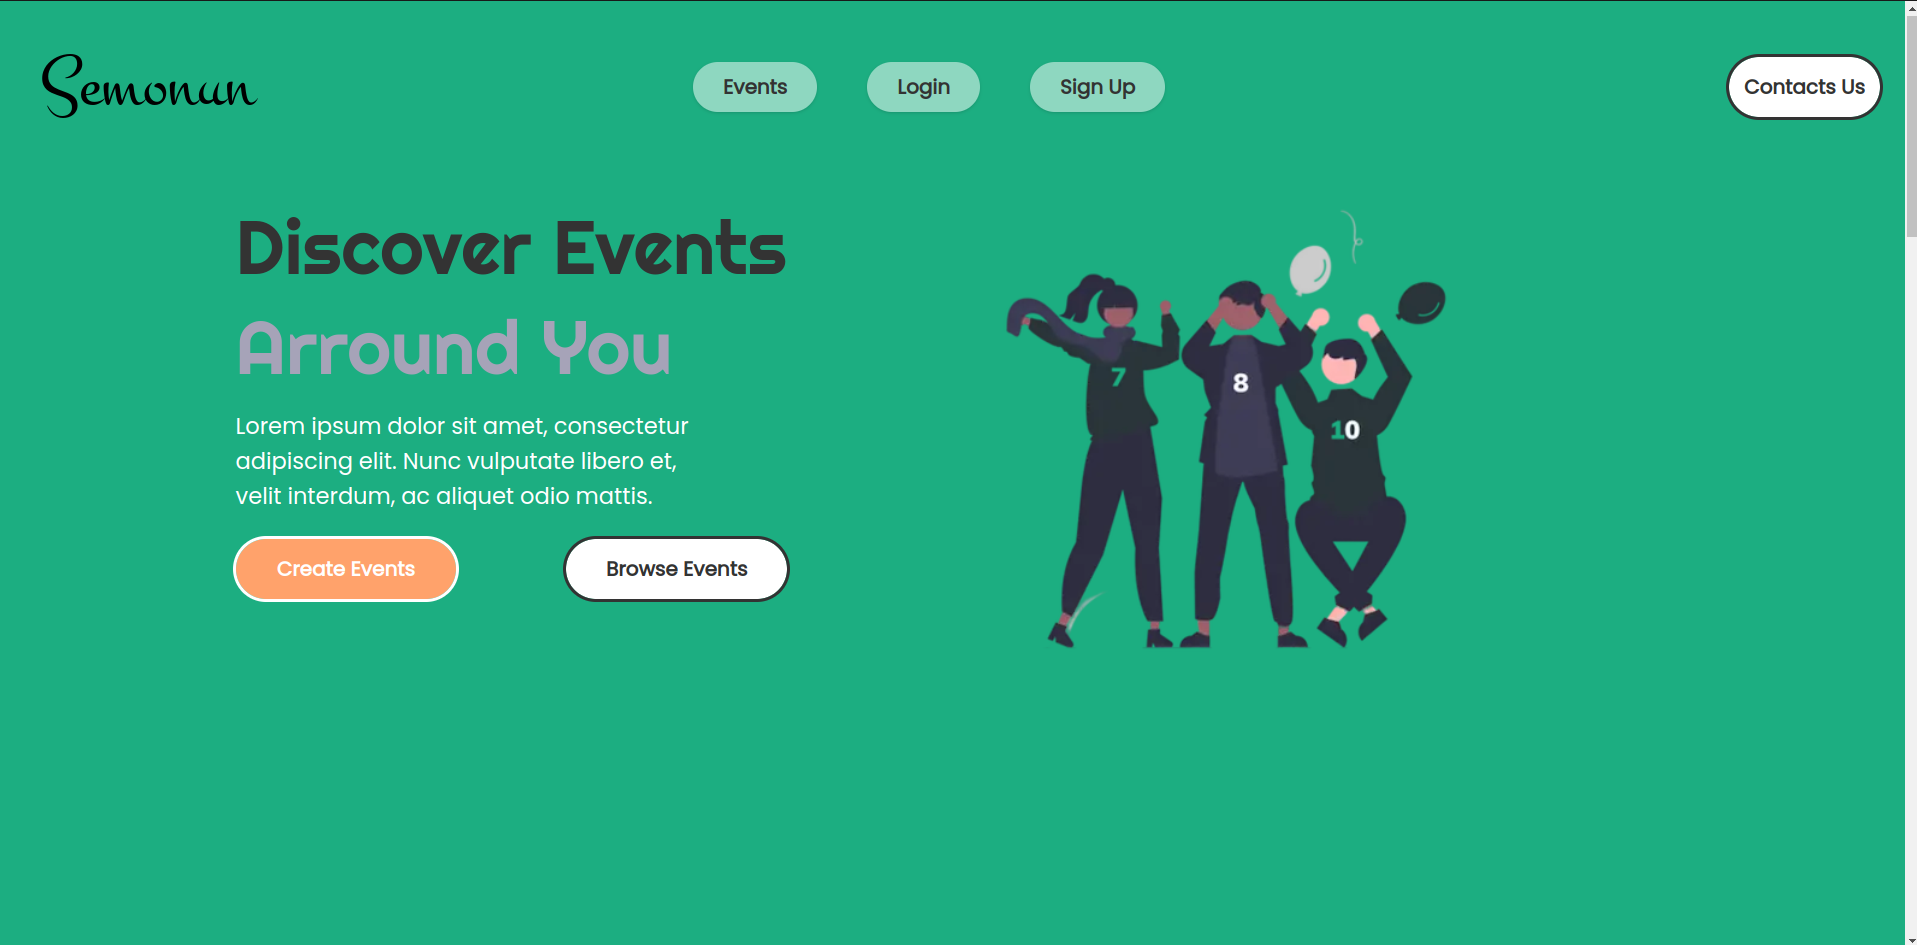 Semonun
Events
Login
Sign Up
Contacts Us
Discover Events
Arround You
Lorem ipsum dolor sit amet, consectetur
adipiscing elit. Nunc vulputate libero et,
velit interdum, ac aliquet odio mattis.
Create Events
Browse Events
7
8
10